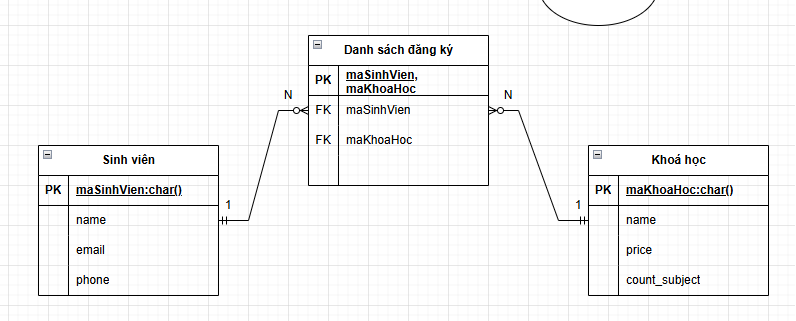 Danh sách đăng ký
PK maSinhVien,
maKhoaHoc
N
FK maSinhVien
N
FK maKhoaHoc
Sinh viên
PK maSinhVien:char()
1
name
email
phone
Khoá học
PK maKhoaHoc:char()
1
name
price
count_subject